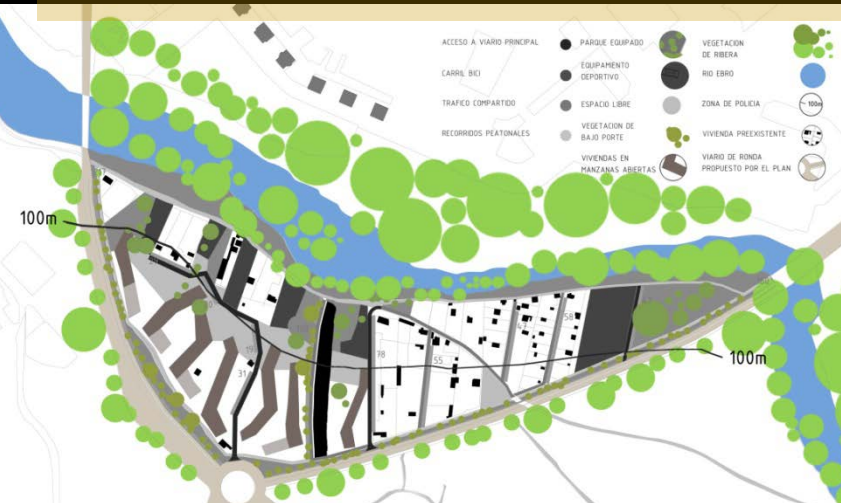 ACCESO A VIARIO PRINCIPAL
CARRIL BICI
TRAFICO COMPARTIDO
RECORRIDOS PEATONALES
PARQUE EQUIPADO
EQUIPAMENTO
DEPORTIVO
ESPACIO LIBRE
VEGETACION DE
BAJO PORTE
VIVIENDAS EN
MANZANAS ABIERTAS
VEGETACION
DE RIBERA
RIO EBRO
ZONA DE POLICIA
100m
VIVIENDA PREEXISTENTE
VIARIO DE RONDA
PROPUESTO POR EL PLAN
100m
31
78
55
47
58
100m